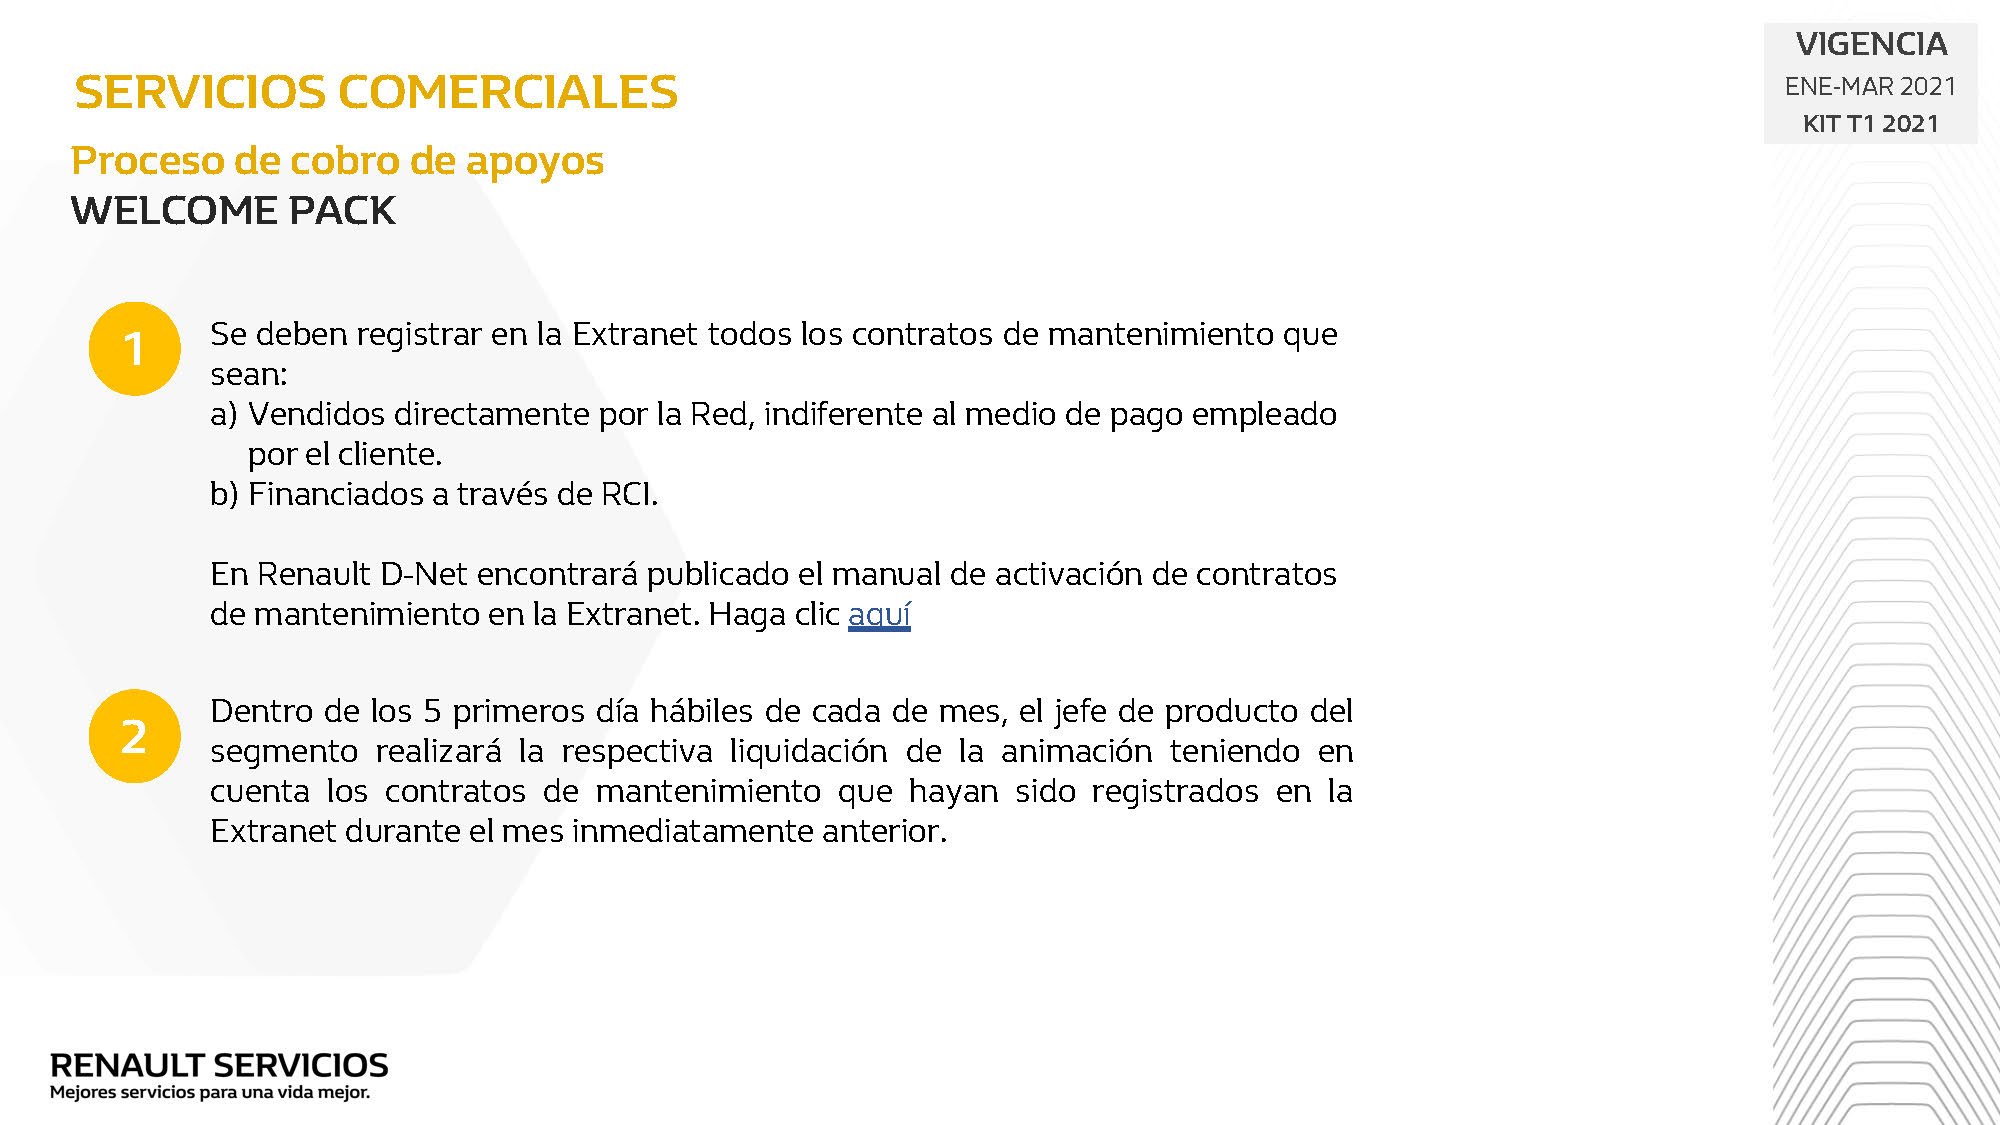 VIGENCIA
ENE-MAR 2021
KIT T1 2021
SERVICIOS COMERCIALES
Proceso de cobro de apoyos
WELCOME PACK
1
Se deben registrar en la Extranet todos los contratos de mantenimiento que
sean:
a) Vendidos directamente por la Red, indiferente al medio de pago empleado
por el cliente.
b) Financiados a través de RCI.
En Renault D-Net encontrará publicado el manual de activación de contratos
de mantenimiento en la Extranet. Haga clic aquí
2
Dentro de los 5 primeros día hábiles de cada de mes, el jefe de producto del
segmento realizará la respectiva liquidación de la animación teniendo en
cuenta los contratos de mantenimiento que hayan sido registrados en la
Extranet durante el mes inmediatamente anterior.
RENAULT SERVICIOS
Mejores servicios para una vida mejor.